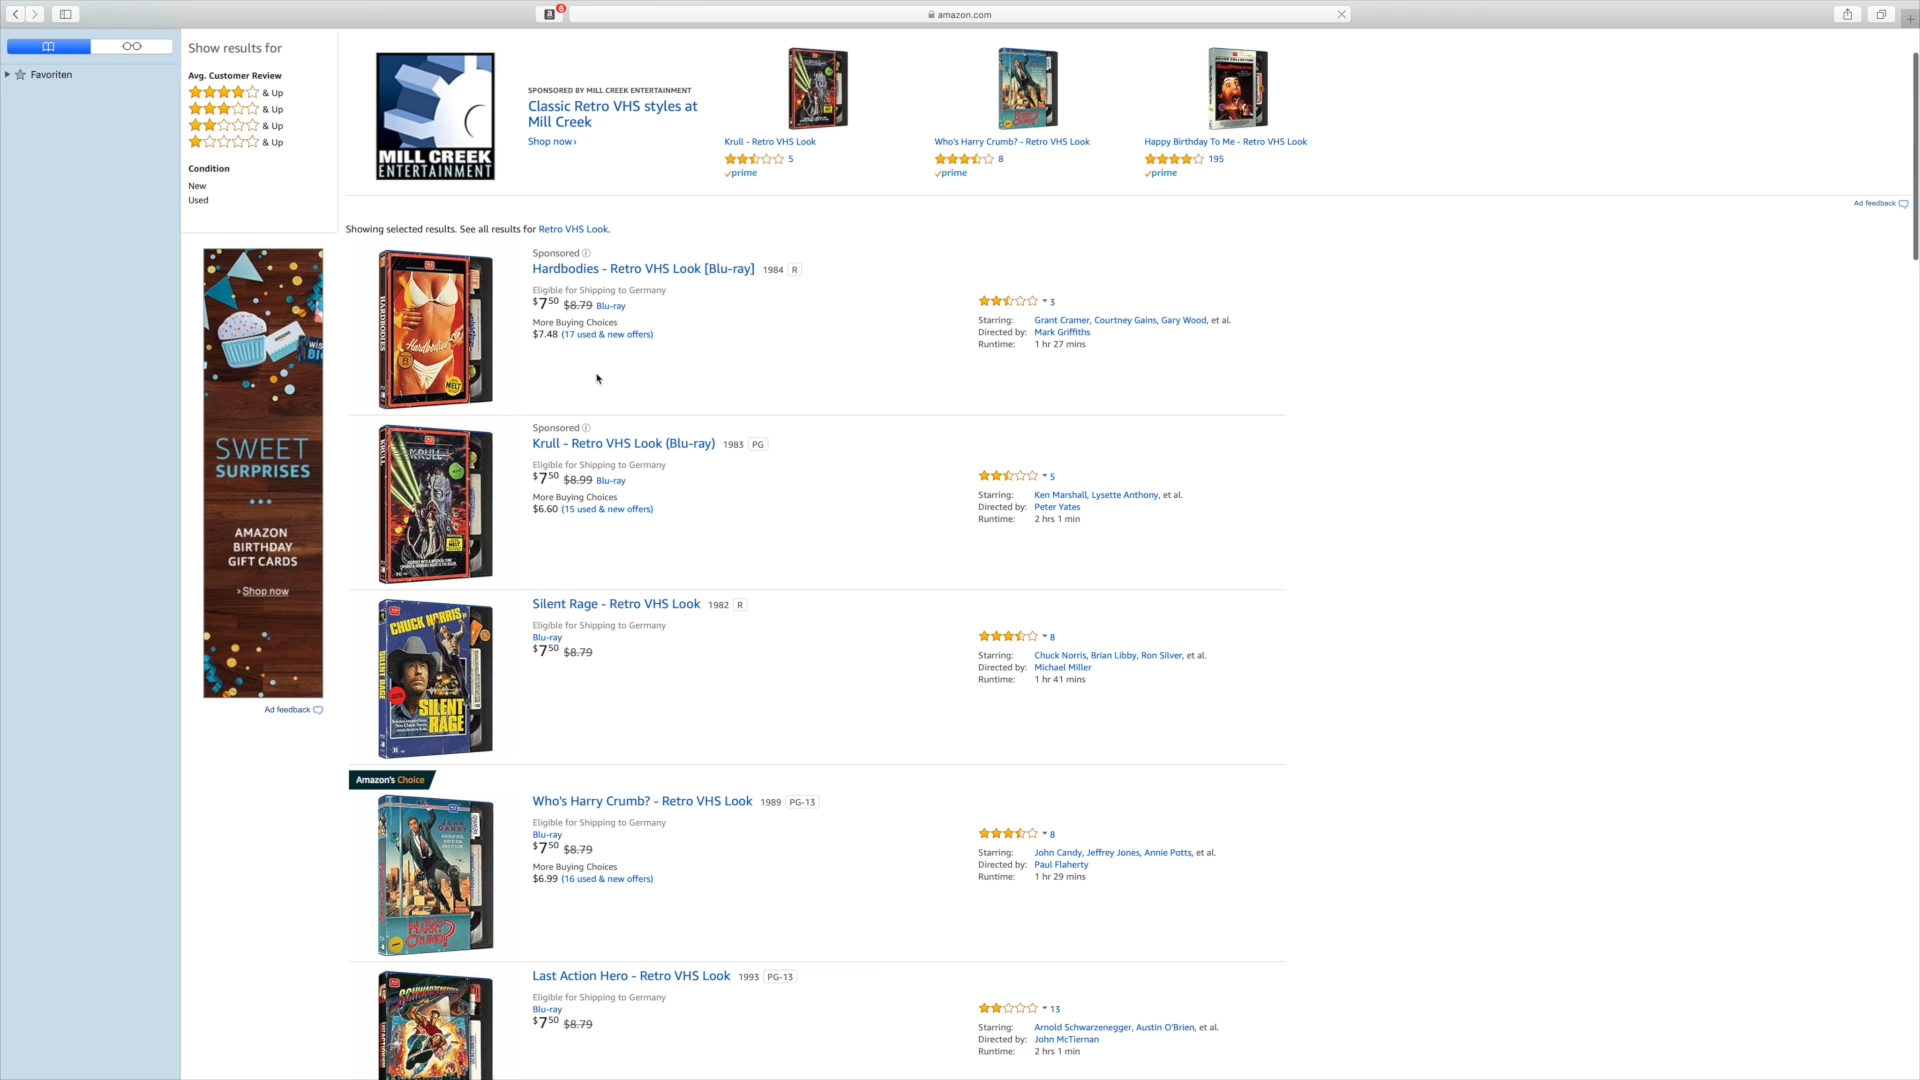 6
amazon.com
Favoriten
Show results for
Avg. Customer Review
& Up
& Up
& Up
& Up
Condition
New
Used
MILL CREEK
ENTERTAINMENT
SPONSORED BY MILL CREEK ENTERTAINMENT
Classic Retro VHS styles at
Mill Creek
Shop now ›
Krull - Retro VHS Look
5
prime
Who's Harry Crumb? - Retro VHS Look
8
prime
Happy Birthday To Me - Retro VHS Look
195
prime
Ad feedback
Showing selected results. See all results for Retro VHS Look.
SWEET
SURPRISES
AMAZON
BIRTHDAY
GIFT CARDS
› Shop now
Ad feedback
HARDBODIES
Hardbodies
MELT
Sponsored
Hardbodies - Retro VHS Look [Blu-ray] 1984 R
Eligible for Shipping to Germany
$7.50 $8.79 Blu-ray
More Buying Choices
$7.48 (17 used & new offers)
3
Starring: Grant Cramer, Courtney Gains, Gary Wood, et al.
Directed by: Mark Griffiths
Runtime: 1 hr 27 mins
KRULL
KRULL
MELT
Sponsored
Krull - Retro VHS Look (Blu-ray) 1983 PG
Eligible for Shipping to Germany
$7.50 $8.99 Blu-ray
More Buying Choices
$6.60 (15 used & new offers)
5
Starring: Ken Marshall, Lysette Anthony, et al.
Directed by: Peter Yates
Runtime: 2 hrs 1 min
CHUCK NORRIS
SILENT RAGE
SILENT
RAGE
Silent Rage - Retro VHS Look 1982 R
Eligible for Shipping to Germany
Blu-ray
$7.50 $8.79
8
Starring: Chuck Norris, Brian Libby, Ron Silver, et al.
Directed by: Michael Miller
Runtime: 1 hr 41 mins
Amazon's Choice
JOHN
CANDY
HARRY
CRUMB?
Who's Harry Crumb? - Retro VHS Look 1989 PG-13
Eligible for Shipping to Germany
Blu-ray
$7.50 $8.79
More Buying Choices
$6.99 (16 used & new offers)
8
Starring: John Candy, Jeffrey Jones, Annie Potts, et al.
Directed by: Paul Flaherty
Runtime: 1 hr 29 mins
SCHWARZENEGGER
Last Action Hero - Retro VHS Look 1993 PG-13
Eligible for Shipping to Germany
Blu-ray
$7.50 $8.79
13
Starring: Arnold Schwarzenegger, Austin O'Brien, et al.
Directed by: John McTiernan
Runtime: 2 hrs 1 min